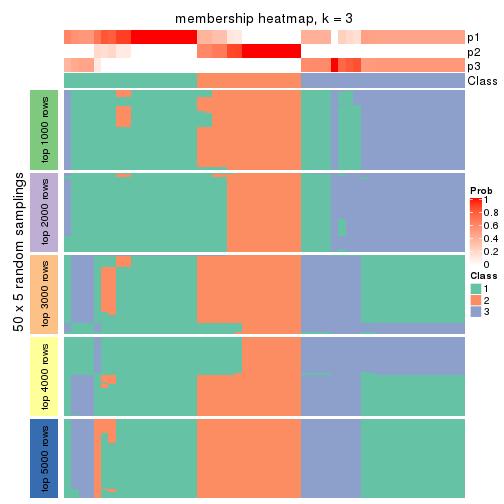 membership heatmap, k = 3
p1
p2
p3
Class
50 x 5 random samplings
top 1000 rows
top 2000 rows
top 3000 rows
top 4000 rows
top 5000 rows
Prob
1
0.8
0.6
0.4
0.2
0
Class
1
2
3